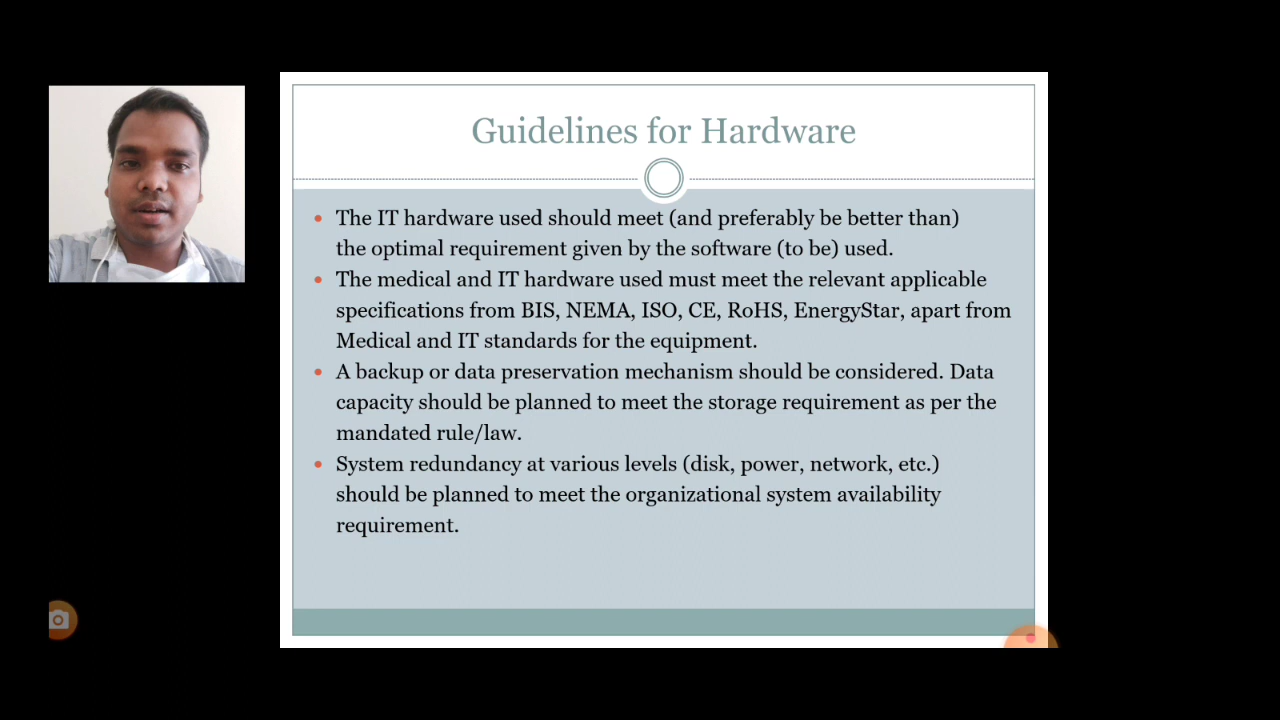 Guidelines for Hardware
The IT hardware used should meet (and preferably be better than)
the optimal requirement given by the software (to be) used.
The medical and IT hardware used must meet the relevant applicable
specifications from BIS, NEMA, ISO, CE, RoHS, EnergyStar, apart from
Medical and IT standards for the equipment.
A backup or data preservation mechanism should be considered. Data
capacity should be planned to meet the storage requirement as per the
mandated rule/law.
System redundancy at various levels (disk, power, network, etc.)
should be planned to meet the organizational system availability
requirement.